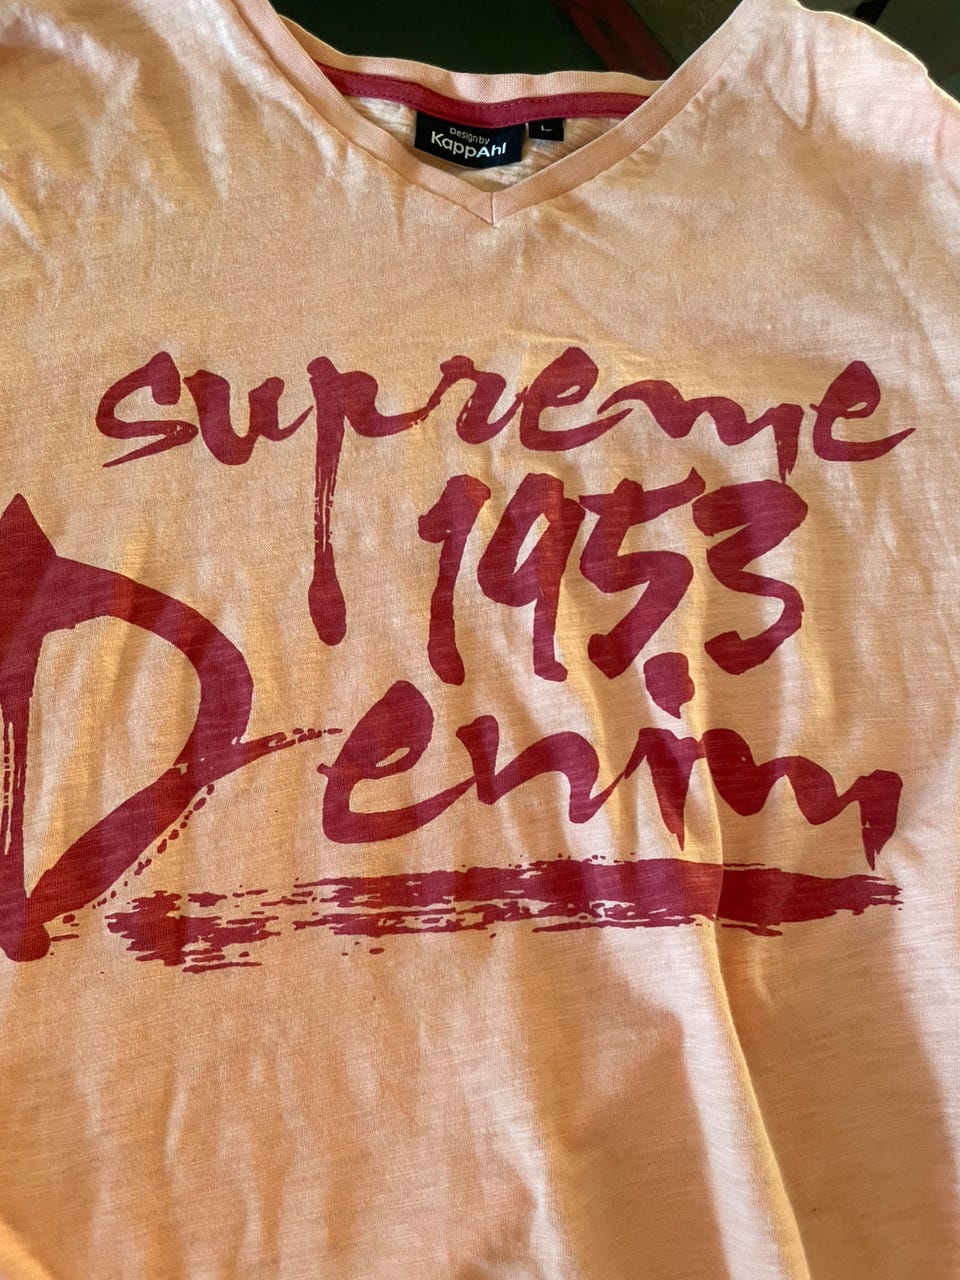 Design by
KappAhl
L
supreme
1953
Denim